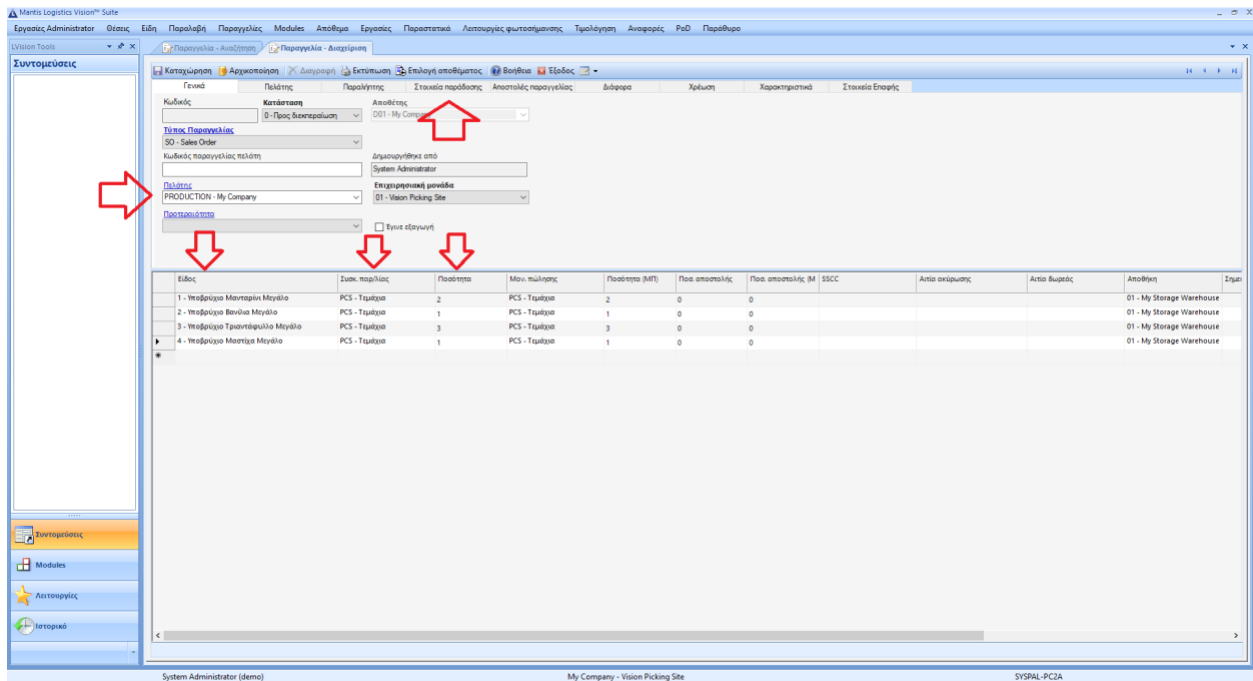 Mantis Logistics Vision™ Suite
Εργασίες Administrator Θέσεις Είδη Παραλαβή Παραγγελίες Modules Απόθεμα Εργασίες Παραστατικά Λειτουργίες φωτοσήμανσης Τιμολόγηση Αναφορές PoD Παράθυρο
LVision Tools
Παραγγελία - Αναζήτηση Παραγγελία - Διαχείριση
Συντομεύσεις
Καταχώρηση Αρχικοποίηση Διαγραφή Εκτύπωση Επιλογή αποθέματος Βοήθεια Έξοδος
Γενικά Πελάτης Παραλήπτης Στοιχεία παράδοσης Αποστολές παραγγελίας Διάφορα Χρέωση Χαρακτηριστικά Στοιχεία Επαφής
Κωδικός Κατάσταση Αποθέτης
0 - Προς διεκπεραίωση D01 - My Company
Τύπος Παραγγελίας
SO - Sales Order
Κωδικός παραγγελίας πελάτη Δημιουργήθηκε από
System Administrator
Πελάτης Επιχειρησιακή μονάδα
PRODUCTION - My Company 01 - Vision Picking Site
Προτεραιότητα
Έγινε εξαγωγή
Είδος Συσκ. παρ/λίας Ποσότητα Μον. πώλησης Ποσότητα (ΜΠ) Ποσ. αποστολής Ποσ. αποστολής (Μ SSCC Αιτία ακύρωσης Αιτία δωρεάς Αποθήκη Σημε
1 - Υποβρύχιο Μανταρίνι Μεγάλο PCS - Τεμάχια 2 PCS - Τεμάχια 2 0 0 01 - My Storage Warehouse
2 - Υποβρύχιο Βανίλια Μεγάλο PCS - Τεμάχια 1 PCS - Τεμάχια 1 0 0 01 - My Storage Warehouse
3 - Υποβρύχιο Τριαντάφυλλο Μεγάλο PCS - Τεμάχια 3 PCS - Τεμάχια 3 0 0 01 - My Storage Warehouse
4 - Υποβρύχιο Μαστίχα Μεγάλο PCS - Τεμάχια 1 PCS - Τεμάχια 1 0 0 01 - My Storage Warehouse
Συντομεύσεις
Modules
Λειτουργίες
Ιστορικό
System Administrator (demo) My Company - Vision Picking Site SYSPAL-PC2A